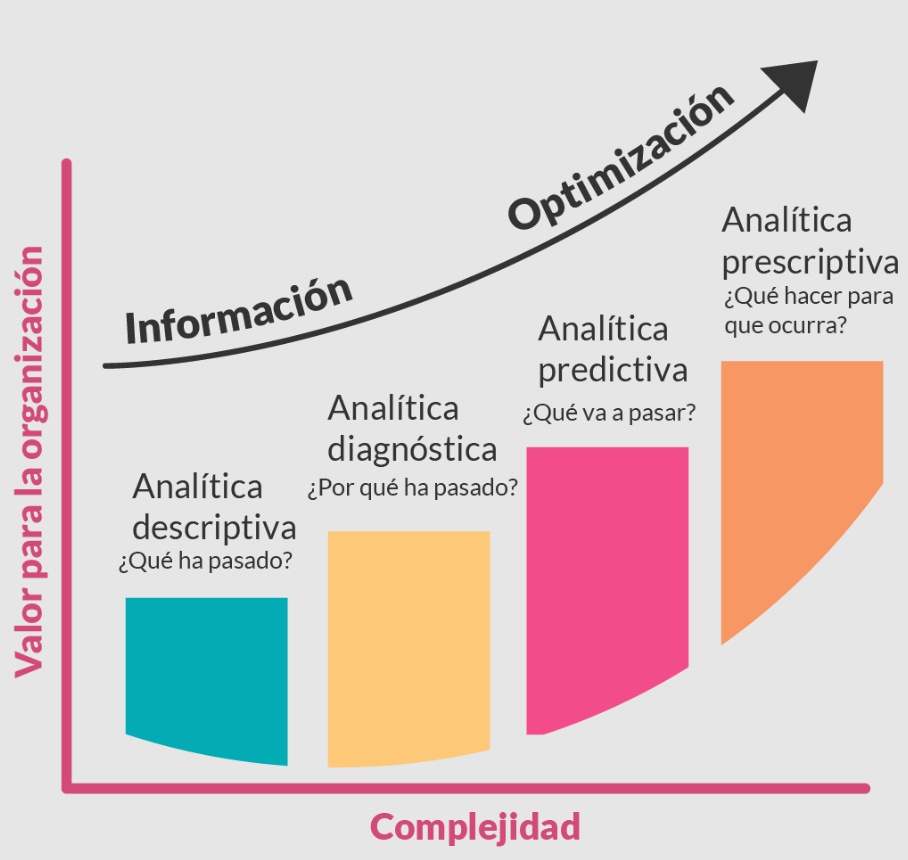 Optimización
Información
Valor para la organización
Analítica
descriptiva
¿Qué ha pasado?
Analítica
diagnóstica
¿Por qué ha pasado?
Analítica
predictiva
¿Qué va a pasar?
Analítica
prescriptiva
¿Qué hacer para
que ocurra?
Complejidad